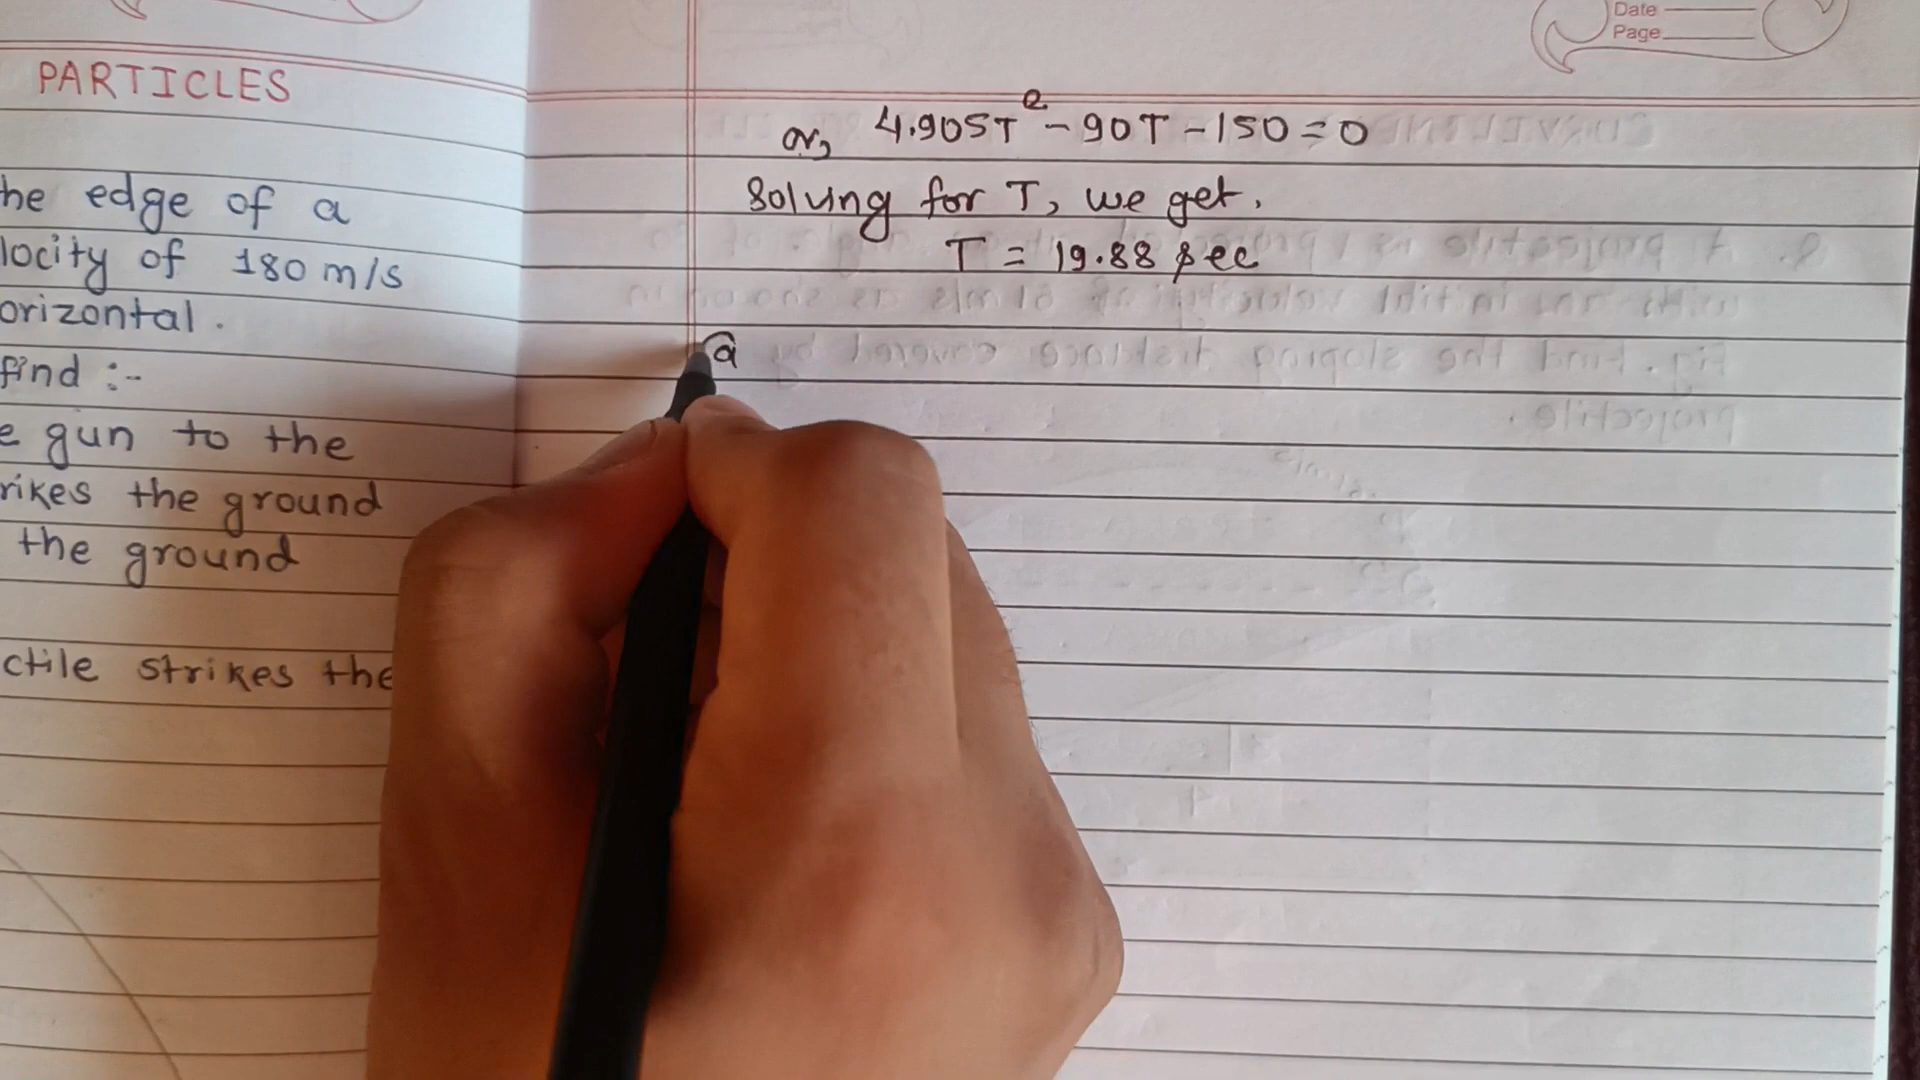 PARTICLES
he edge of a
locity of 180 m/s
orizontal.
find :-
e gun to the
rikes the ground
the ground
ctile strikes the
Date
Page
or, 4.905T² - 90T - 150 = 0
Solving for T, we get,
T = 19.88 sec
a